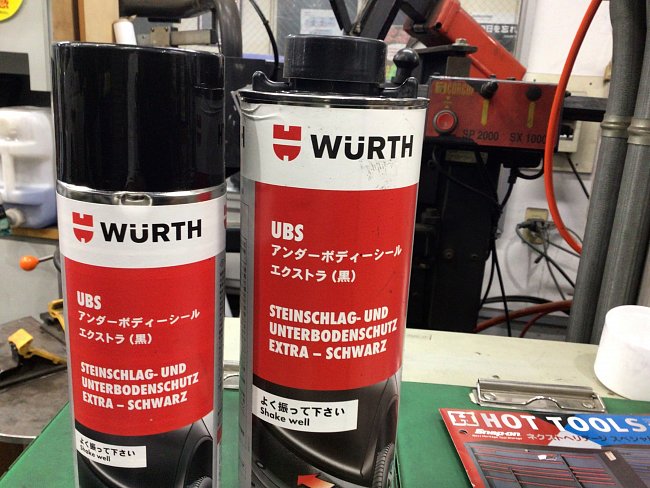 WÜRTH
UBS
アンダーボディーシール
エクストラ（黒）
STEINSCHLAG- UND
UNTERBODENSCHUTZ
EXTRA – SCHWARZ
よく振って下さい
Shake well
WÜRTH
UBS
アンダーボディーシール
エクストラ（黒）
STEINSCHLAG- UND
UNTERBODENSCHUTZ
EXTRA – SCHWARZ
よく振って下さい
Shake well
SP 2000
SX 1000
HOT TOOLS
Snap-on